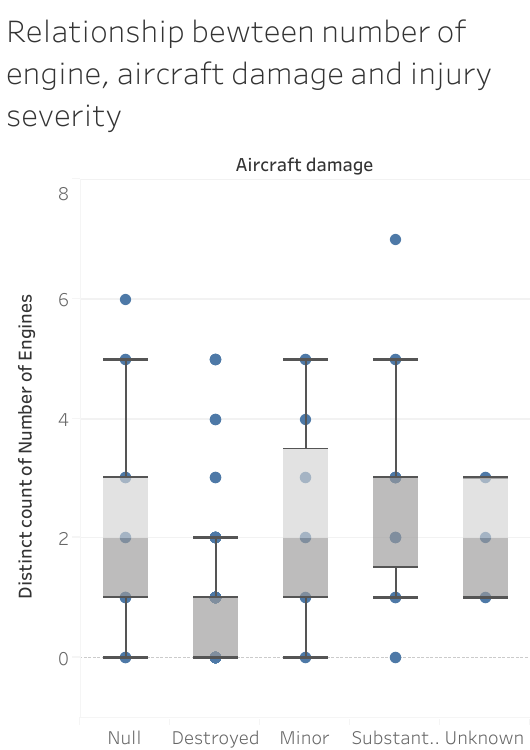 Relationship bewteen number of
engine, aircraft damage and injury
severity
Aircraft damage
8
6
4
2
0
Distinct count of Number of Engines
Null Destroyed Minor Substant.. Unknown